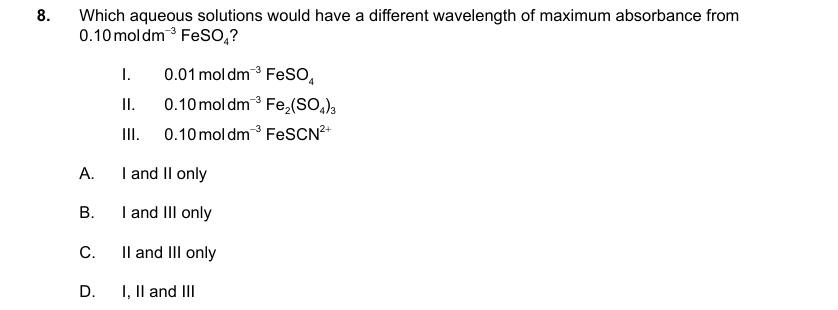 8. Which aqueous solutions would have a different wavelength of maximum absorbance from
0.10 mol dm⁻³ FeSO₄?
I. 0.01 mol dm⁻³ FeSO₄
II. 0.10 mol dm⁻³ Fe₂(SO₄)₃
III. 0.10 mol dm⁻³ FeSCN²⁺
A. I and II only
B. I and III only
C. II and III only
D. I, II and III